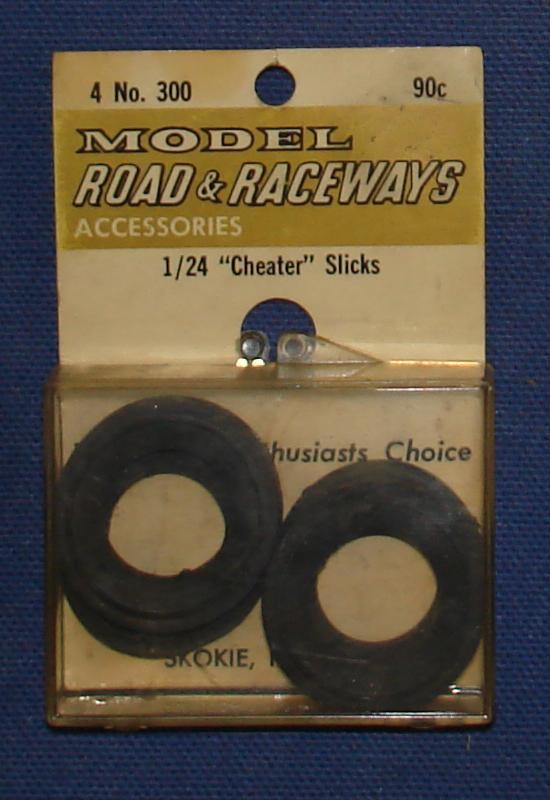 4 No. 300 90c
MODEL
ROAD & RACEWAYS
ACCESSORIES
1/24 "Cheater" Slicks
Choice
SKOKIE,